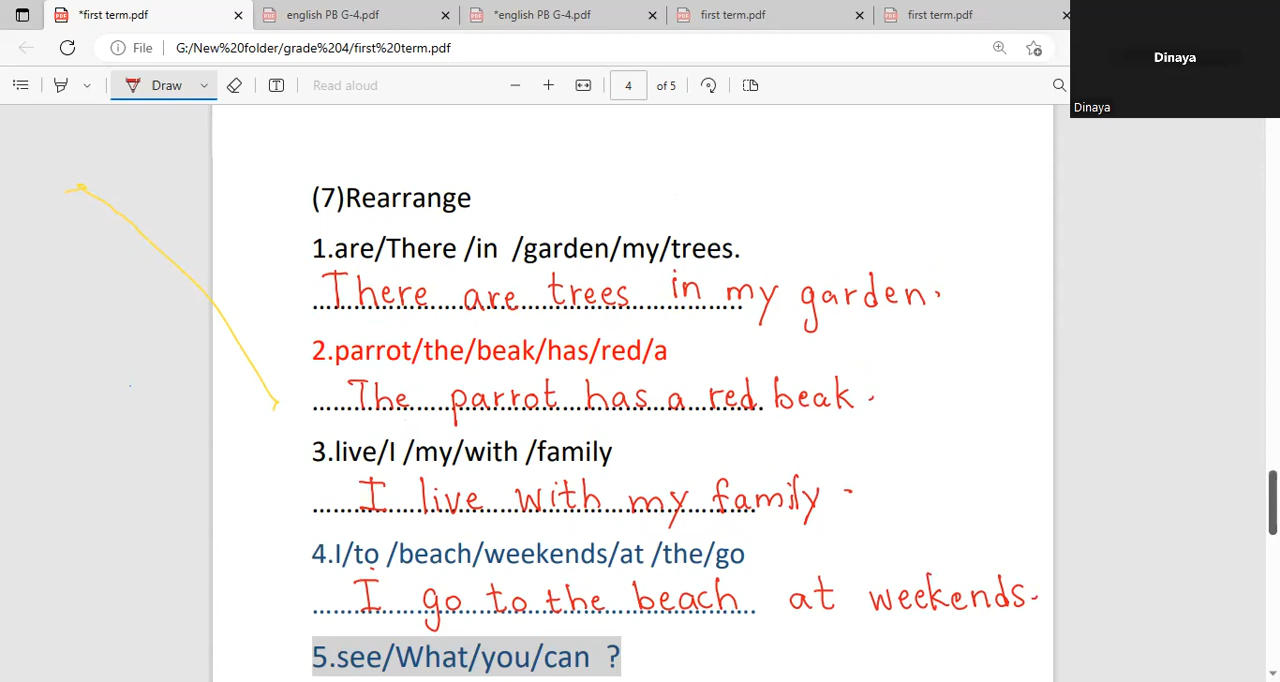 *first term.pdf
english PB G-4.pdf
*english PB G-4.pdf
first term.pdf
first term.pdf
File
G:/New%20folder/grade%204/first%20term.pdf
Draw
Read aloud
4
of 5
Dinaya
Dinaya
(7)Rearrange
1.are/There /in /garden/my/trees.
There are trees in my garden.
2.parrot/the/beak/has/red/a
The parrot has a red beak.
3.live/I /my/with /family
I live with my family.
4.I/to /beach/weekends/at /the/go
I go to the beach at weekends.
5.see/What/you/can ?